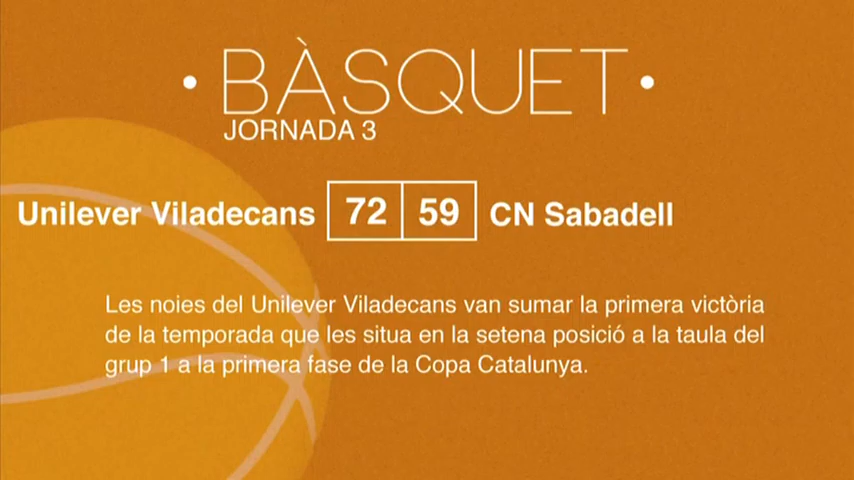 • BÀSQUET •
JORNADA 3
Unilever Viladecans 72 59 CN Sabadell
Les noies del Unilever Viladecans van sumar la primera victòria
de la temporada que les situa en la setena posició a la taula del
grup 1 a la primera fase de la Copa Catalunya.